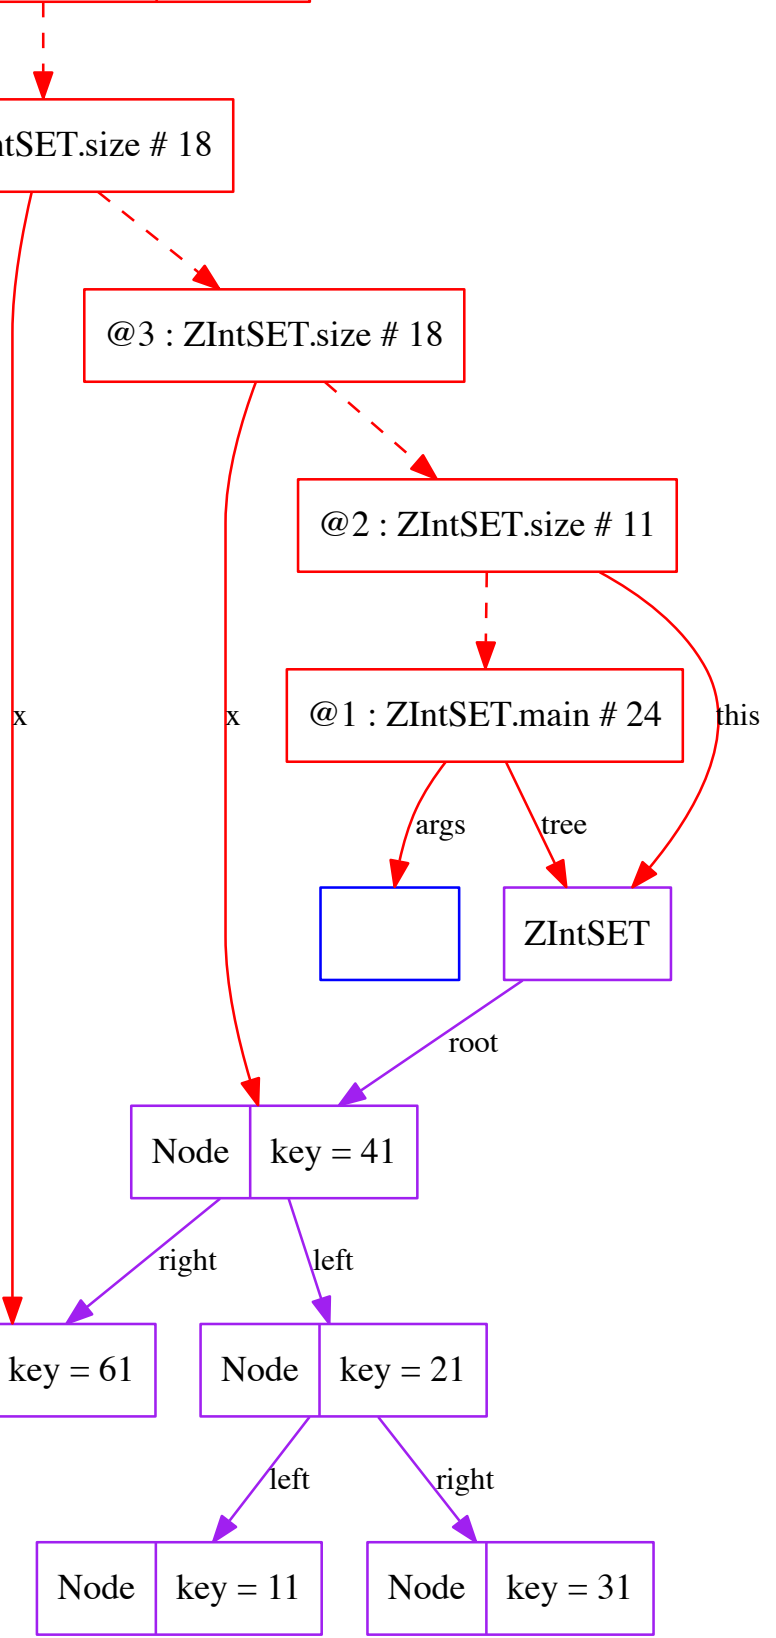 ntSET.size # 18
@3 : ZIntSET.size # 18
@2 : ZIntSET.size # 11
x
x
@1 : ZIntSET.main # 24
this
args
tree
ZIntSET
root
Node key = 41
right
left
key = 61
Node key = 21
left
right
Node key = 11
Node key = 31